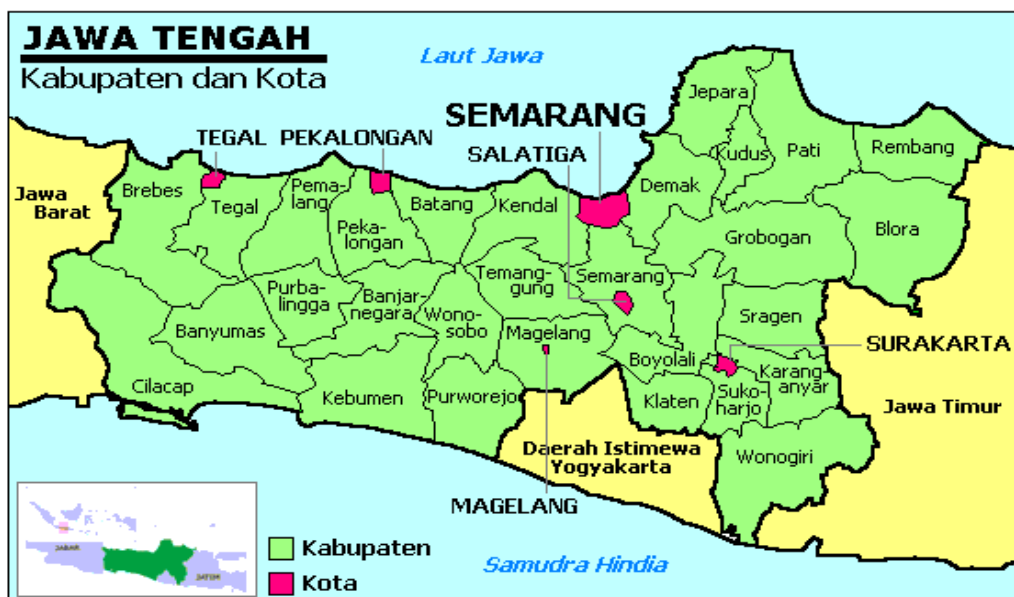 JAWA TENGAH
Kabupaten dan Kota
Laut Jawa
Jepara
SEMARANG
TEGAL
PEKALONGAN
SALATIGA
Kudus
Pati
Rembang
Jawa
Barat
Brebes
Tegal
Pema-
lang
Peka-
longan
Batang
Kendal
Demak
Grobogan
Blora
Purba-
lingga
Banjar-
negara
Temang-
gung
Semarang
Banyumas
Wono-
sobo
Magelang
Sragen
Boyolali
SURAKARTA
Karang-
anyar
Cilacap
Kebumen
Purworejo
Klaten
Suko-
harjo
Jawa Timur
Daerah Istimewa
Yogyakarta
Wonogiri
MAGELANG
JABAR
JATIM
Kabupaten
Kota
Samudra Hindia